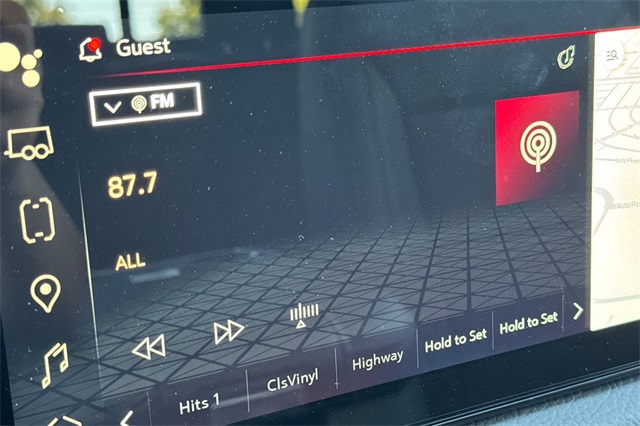 Guest
FM
87.7
ALL
Hits 1
ClsVinyl
Highway
Hold to Set
Hold to Set